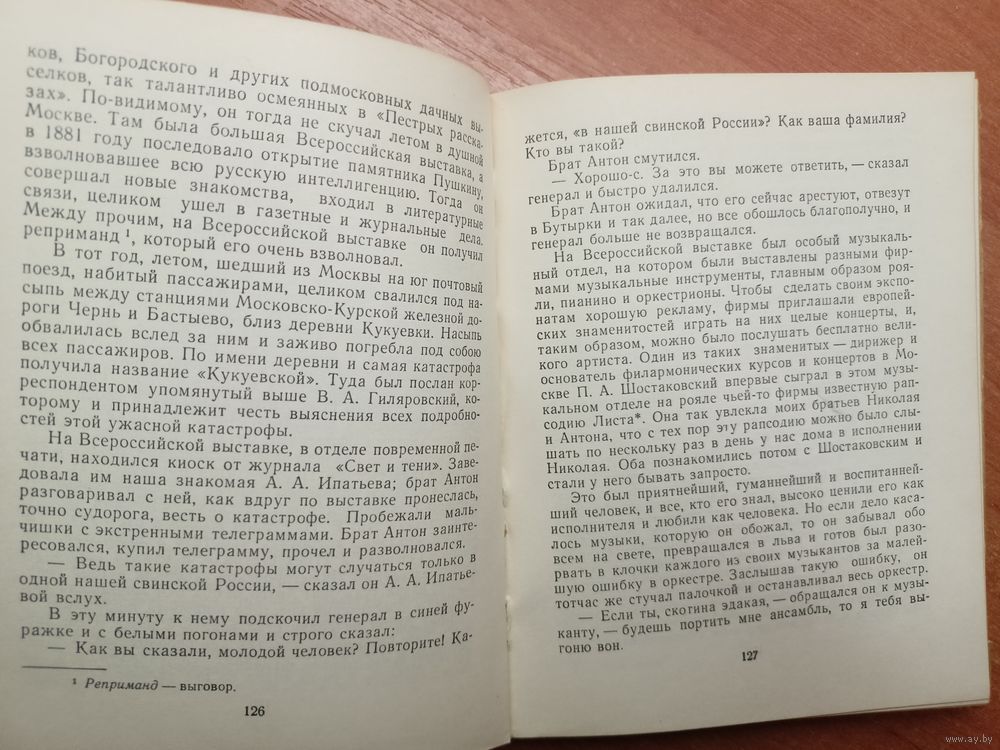 ков, Богородского и других подмосковных дачных вы-
селков, так талантливо осмеянных в «Пестрых расска-
зах». По-видимому, он тогда не скучал летом в душной
Москве. Там была большая Всероссийская выставка, а
в 1881 году последовало открытие памятника Пушкину,
взволновавшее всю русскую интеллигенцию. Тогда он
совершал новые знакомства, входил в литературные
связи, целиком ушел в газетные и журнальные дела.
Между прочим, на Всероссийской выставке он получил
реприманд ¹, который его очень взволновал.
В тот год, летом, шедший из Москвы на юг почтовый
поезд, набитый пассажирами, целиком свалился под на-
сыпь между станциями Московско-Курской железной до-
роги Чернь и Бастыево, близ деревни Кукуевки. Насыпь
обвалилась вслед за ним и заживо погребла под собою
всех пассажиров. По имени деревни и самая катастрофа
получила название «Кукуевской». Туда был послан кор-
респондентом упомянутый выше В. А. Гиляровский, ко-
торому и принадлежит честь выяснения всех подробно-
стей этой ужасной катастрофы.
На Всероссийской выставке, в отделе повременной пе-
чати, находился киоск от журнала «Свет и тени». Заве-
довала им наша знакомая А. А. Ипатьева; брат Антон
разговаривал с ней, как вдруг по выставке пронеслась,
точно судорога, весть о катастрофе. Пробежали маль-
чишки с экстренными телеграммами. Брат Антон заинте-
ресовался, купил телеграмму, прочел и разволновался.
— Ведь такие катастрофы могут случаться только в
одной нашей свинской России, — сказал он А. А. Ипатье-
вой вслух.
В эту минуту к нему подскочил генерал в синей фу-
ражке и с белыми погонами и строго сказал:
— Как вы сказали, молодой человек? Повторите! Ка-
¹ Реприманд — выговор.
126
жется, «в нашей свинской России»? Как ваша фамилия?
Кто вы такой?
Брат Антон смутился.
— Хорошо-с. За это вы можете ответить, — сказал
генерал и быстро удалился.
Брат Антон ожидал, что его сейчас арестуют, отвезут
в Бутырки и так далее, но все обошлось благополучно, и
генерал больше не возвращался.
На Всероссийской выставке был особый музыкаль-
ный отдел, на котором были выставлены разными фир-
мами музыкальные инструменты, главным образом роя-
ли, пианино и оркестрионы. Чтобы сделать своим экспо-
натам хорошую рекламу, фирмы приглашали европей-
ских знаменитостей играть на них целые концерты, и,
таким образом, можно было послушать бесплатно вели-
кого артиста. Один из таких знаменитых — дирижер и
основатель филармонических курсов и концертов в Мо-
скве П. А. Шостаковский впервые сыграл в этом музы-
кальном отделе на рояле чьей-то фирмы известную рап-
содию Листа*. Она так увлекла моих братьев Николая
и Антона, что с тех пор эту рапсодию можно было слы-
шать по нескольку раз в день у нас дома в исполнении
Николая. Оба познакомились потом с Шостаковским и
стали у него бывать запросто.
Это был приятнейший, гуманнейший и воспитанней-
ший человек, и все, кто его знал, высоко ценили его как
исполнителя и любили как человека. Но если дело каса-
лось музыки, которую он обожал, то он забывал обо
всем на свете, превращался в льва и готов был разо-
рвать в клочки каждого из своих музыкантов за малей-
шую ошибку в оркестре. Заслышав такую ошибку, он
тотчас же стучал палочкой и останавливал весь оркестр.
— Если ты, скотина эдакая, — обращался он к музы-
канту, — будешь портить мне ансамбль, то я тебя вы-
гоню вон.
127
www.ay.by